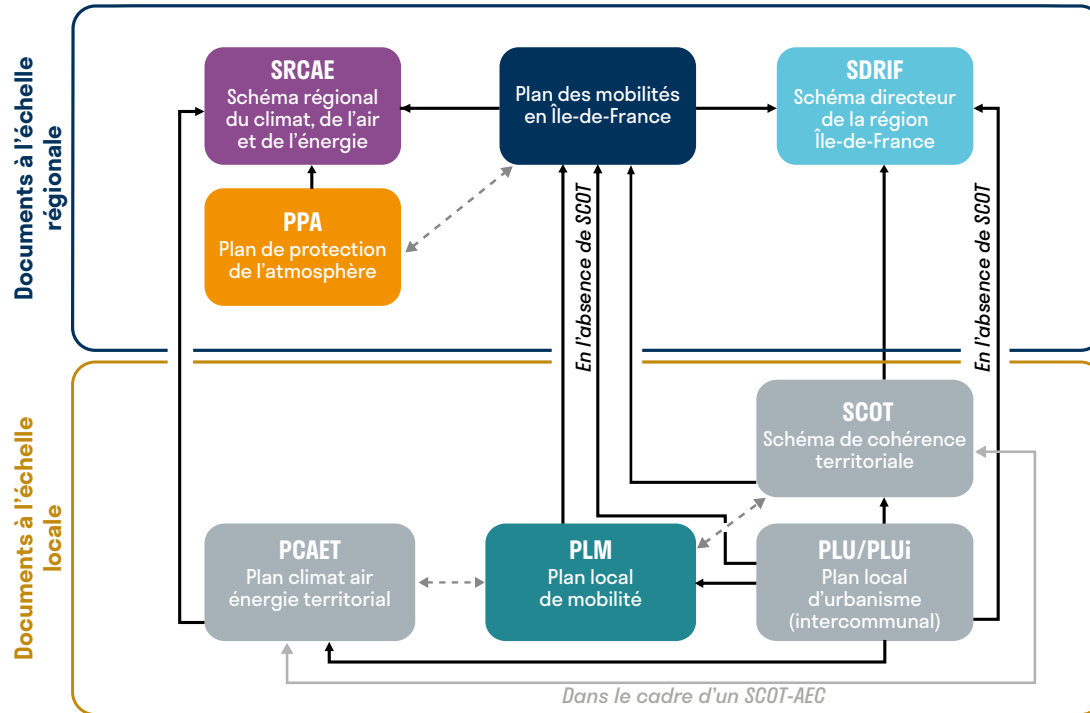 Documents à l'échelle
régionale
SRCAE
Schéma régional
du climat, de l'air
et de l'énergie
Plan des mobilités
en Île-de-France
SDRIF
Schéma directeur
de la région
Île-de-France
PPA
Plan de protection
de l'atmosphère
En l'absence de SCOT
En l'absence de SCOT
Documents à l'échelle
locale
SCOT
Schéma de cohérence
territoriale
PCAET
Plan climat air
énergie territorial
PLM
Plan local
de mobilité
PLU/PLUi
Plan local
d'urbanisme
(intercommunal)
Dans le cadre d'un SCOT-AEC